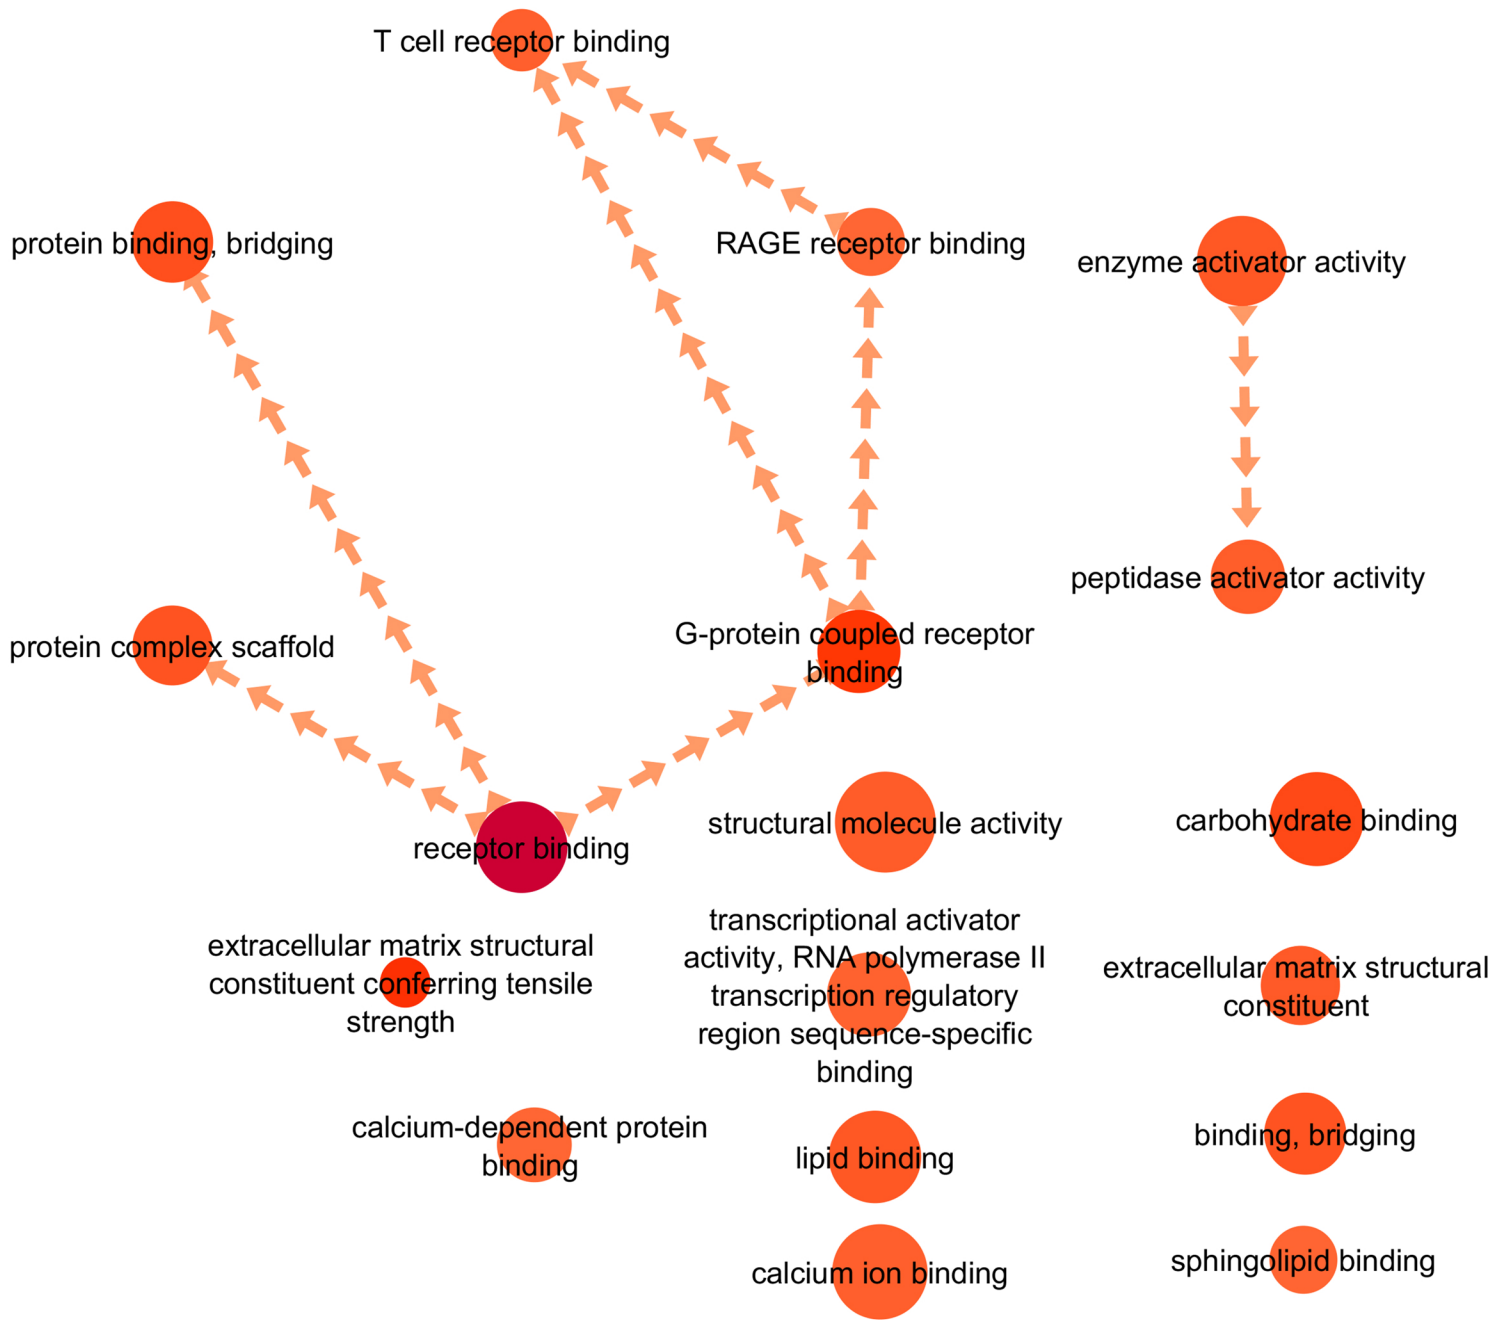 T cell receptor binding
protein binding, bridging
RAGE receptor binding
enzyme activator activity
peptidase activator activity
protein complex scaffold
G-protein coupled receptor
binding
receptor binding
structural molecule activity
carbohydrate binding
extracellular matrix structural
constituent conferring tensile
strength
transcriptional activator
activity, RNA polymerase II
transcription regulatory
region sequence-specific
binding
extracellular matrix structural
constituent
calcium-dependent protein
binding
lipid binding
binding, bridging
calcium ion binding
sphingolipid binding